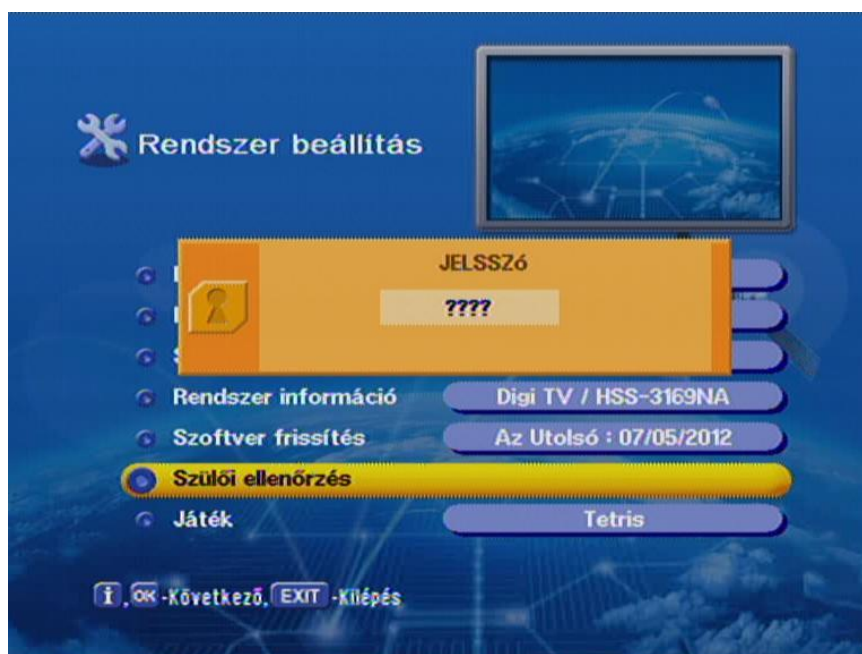 Rendszer beállítás
JELSSZó
????
Rendszer információ Digi TV / HSS-3169NA
Szoftver frissítés Az Utolsó : 07/05/2012
Szülői ellenőrzés
Játék Tetris
i, OK -Következő, EXIT -Kilépés